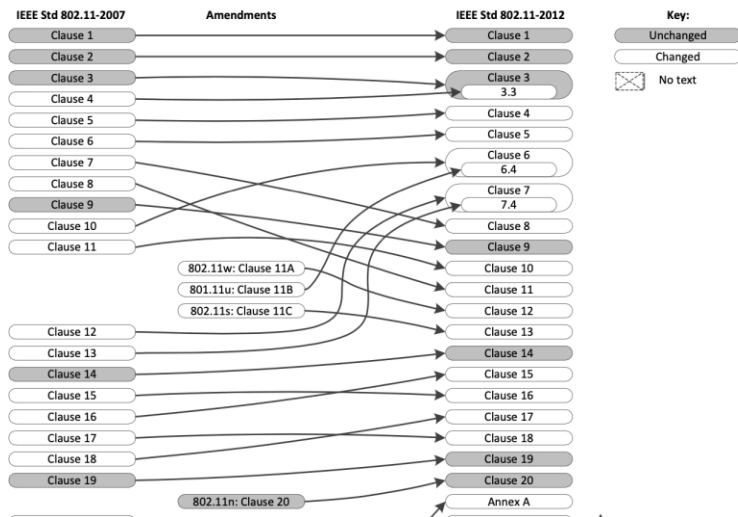 IEEE Std 802.11-2007
Amendments
IEEE Std 802.11-2012
Key:
Clause 1
Clause 1
Unchanged
Clause 2
Clause 2
Changed
Clause 3
Clause 3
No text
Clause 4
3.3
Clause 5
Clause 4
Clause 6
Clause 5
Clause 7
Clause 6
6.4
Clause 8
Clause 7
Clause 9
7.4
Clause 10
Clause 8
Clause 11
Clause 9
802.11w: Clause 11A
Clause 10
801.11u: Clause 11B
Clause 11
802.11s: Clause 11C
Clause 12
Clause 12
Clause 13
Clause 13
Clause 14
Clause 14
Clause 15
Clause 15
Clause 16
Clause 16
Clause 17
Clause 17
Clause 18
Clause 18
Clause 19
Clause 19
Clause 20
802.11n: Clause 20
Annex A